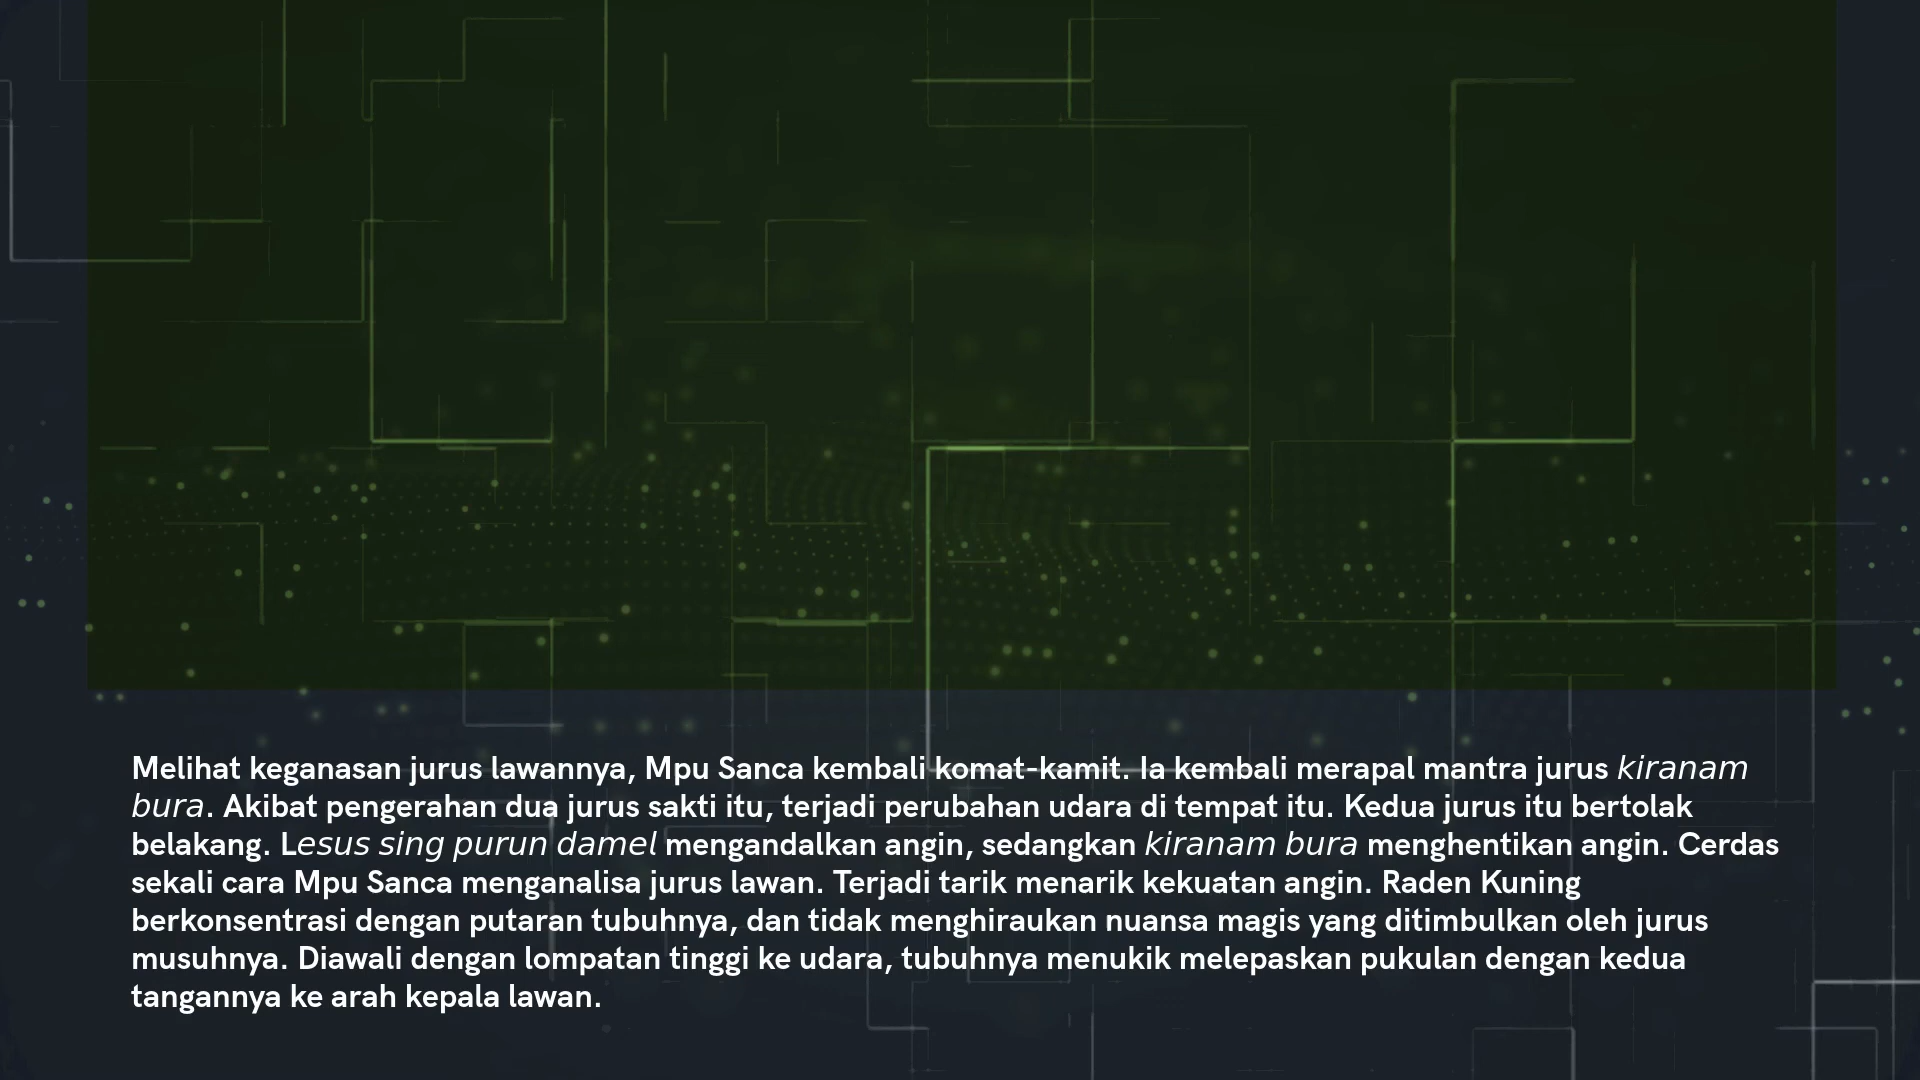 Melihat keganasan jurus lawannya, Mpu Sanca kembali komat-kamit. Ia kembali merapal mantra jurus kiranam
bura. Akibat pengerahan dua jurus sakti itu, terjadi perubahan udara di tempat itu. Kedua jurus itu bertolak
belakang. Lesus sing purun damel mengandalkan angin, sedangkan kiranam bura menghentikan angin. Cerdas
sekali cara Mpu Sanca menganalisa jurus lawan. Terjadi tarik menarik kekuatan angin. Raden Kuning
berkonsentrasi dengan putaran tubuhnya, dan tidak menghiraukan nuansa magis yang ditimbulkan oleh jurus
musuhnya. Diawali dengan lompatan tinggi ke udara, tubuhnya menukik melepaskan pukulan dengan kedua
tangannya ke arah kepala lawan.